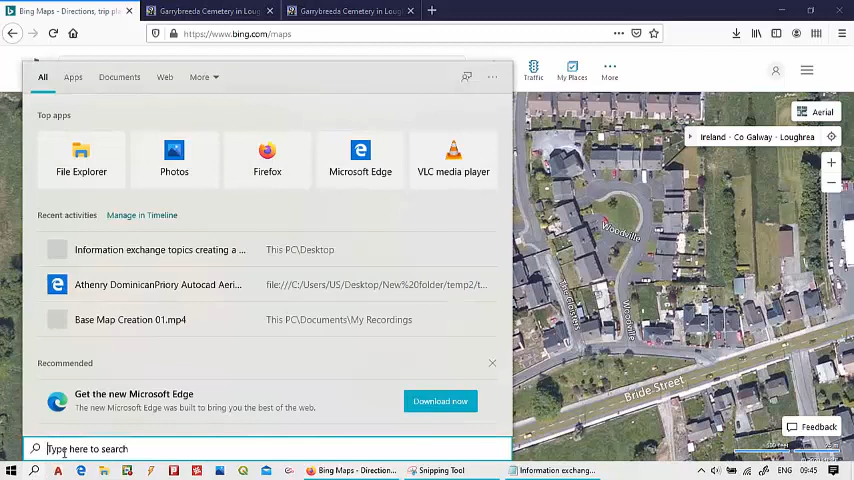 Bing Maps - Directions, trip pla
Garrybreeda Cemetery in Lough
Garrybreeda Cemetery in Lough
https://www.bing.com/maps
All Apps Documents Web More
Top apps
File Explorer Photos Firefox Microsoft Edge VLC media player
Recent activities Manage in Timeline
Information exchange topics creating a ... This PC\Desktop
Athenry DominicanPriory Autocad Aeri... file:///C:/Users/US/Desktop/New%20folder/temp2/t...
Base Map Creation 01.mp4 This PC\Documents\My Recordings
Recommended
Get the new Microsoft Edge
The new Microsoft Edge was built to bring you the best of the web.
Download now
Type here to search
Traffic My Places More
Aerial
Ireland · Co Galway · Loughrea
Woodville
Woodville
Bride Street
Feedback
Bing Maps - Direction...
Snipping Tool
Information exchang...
ENG 09:45